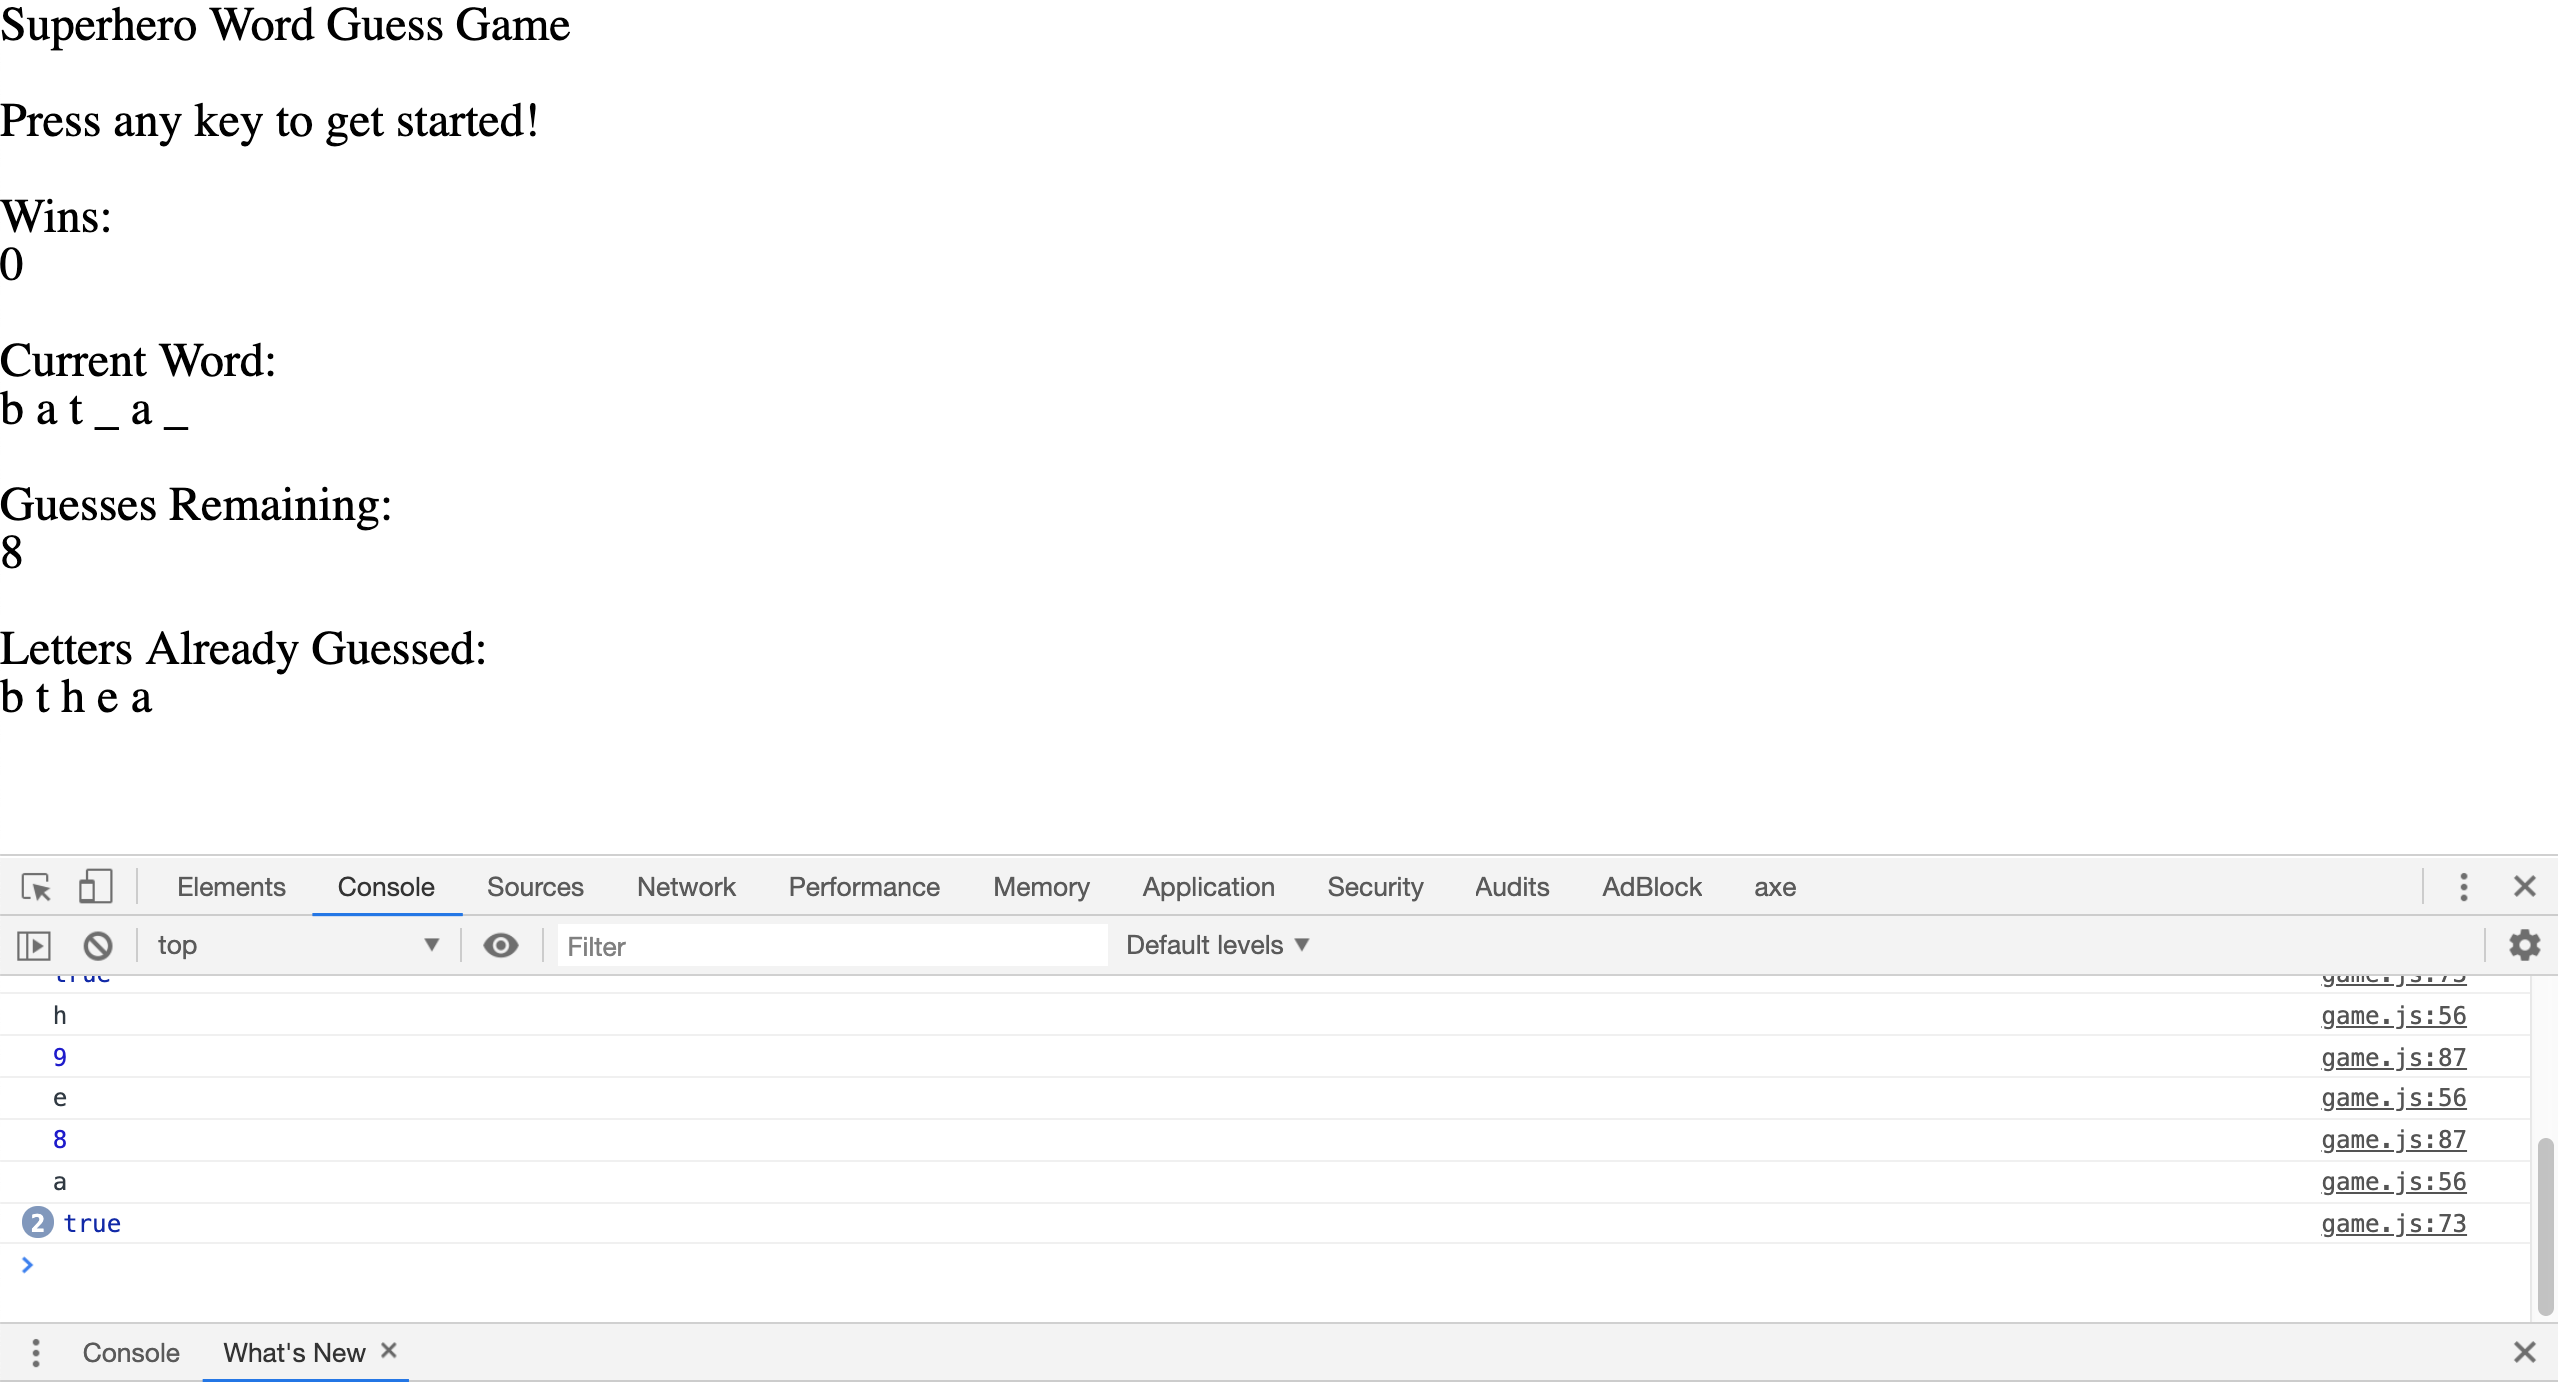 Superhero Word Guess Game
Press any key to get started!
Wins:
0
Current Word:
b a t _ a _
Guesses Remaining:
8
Letters Already Guessed:
b t h e a
Elements Console Sources Network Performance Memory Application Security Audits AdBlock axe
top Filter Default levels
true game.js:73
h game.js:56
9 game.js:87
e game.js:56
8 game.js:87
a game.js:56
2 true game.js:73
Console What's New